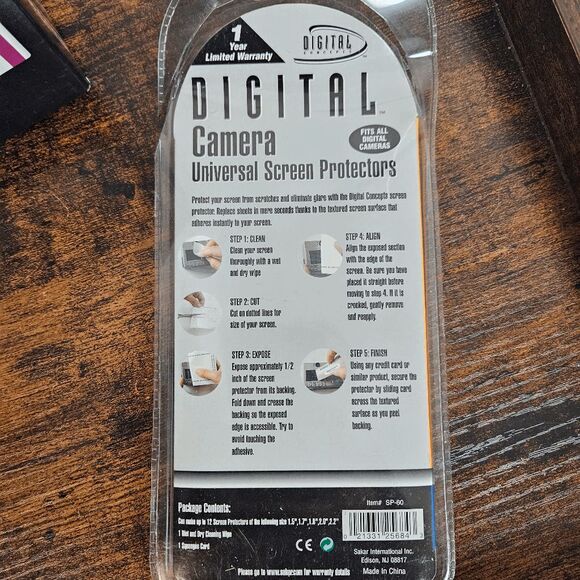 1
Year
Limited Warranty
DIGITAL
CONCEPTS
DIGITAL™
Camera
Universal Screen Protectors
FITS ALL
DIGITAL
CAMERAS
Protect your screen from scratches and eliminate glare with the Digital Concepts screen
protector. Replace sheets in mere seconds thanks to the textured screen surface that
adheres instantly to your screen.
STEP 1: CLEAN
Clean your screen
thoroughly with a wet
and dry wipe
STEP 2: CUT
Cut on dotted lines for
size of your screen.
STEP 3: EXPOSE
Expose approximately 1/2
inch of the screen
protector from its backing.
Fold down and crease the
backing so the exposed
edge is accessible. Try to
avoid touching the
adhesive.
STEP 4: ALIGN
Align the exposed section
with the edge of the
screen. Be sure you have
placed it straight before
moving to step 4. If it is
crooked, gently remove
and reapply.
STEP 5: FINISH
Using any credit card or
similar product, secure the
protector by sliding card
across the textured
surface as you peel
backing.
Package Contents:
Can make up to 12 Screen Protectors of the following size 1.5",1.7",1.8",2.0",2.2"
1 Wet and Dry Cleaning Wipe
1 Squeegee Card
CE
Please go to www.sakar.com for warranty details
Item# SP-60
0 21331 25684
Sakar International Inc.
Edison, NJ 08817
Made In China